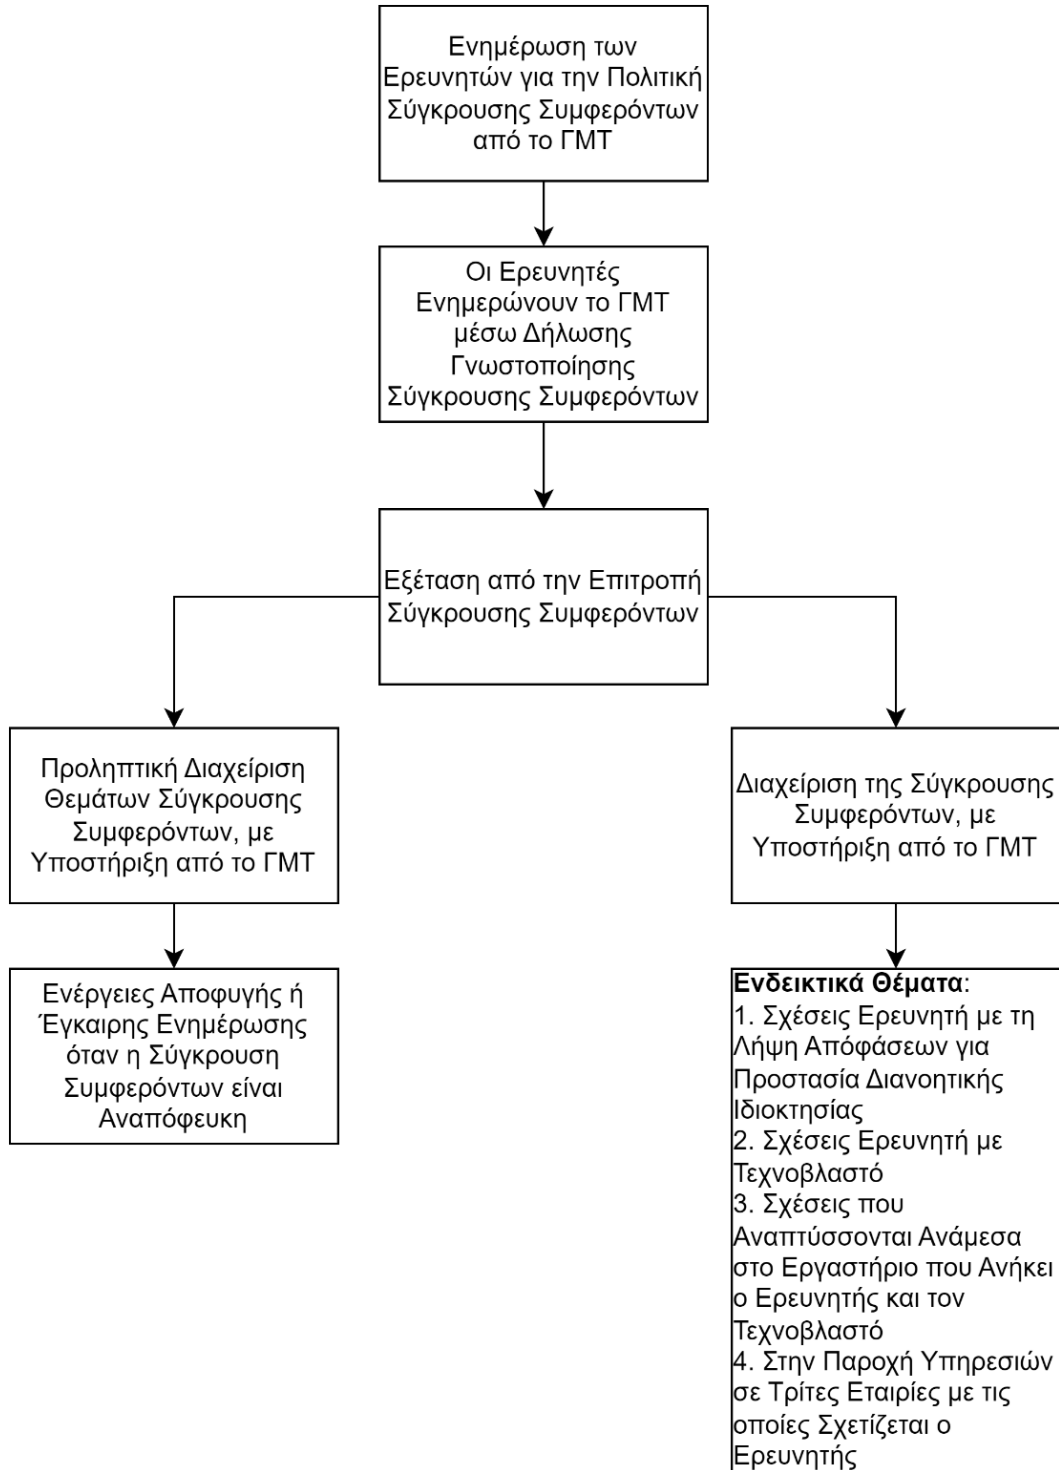 Ενημέρωση των
Ερευνητών για την Πολιτική
Σύγκρουσης Συμφερόντων
από το ΓΜΤ
Οι Ερευνητές
Ενημερώνουν το ΓΜΤ
μέσω Δήλωσης
Γνωστοποίησης
Σύγκρουσης Συμφερόντων
Εξέταση από την Επιτροπή
Σύγκρουσης Συμφερόντων
Προληπτική Διαχείριση
Θεμάτων Σύγκρουσης
Συμφερόντων, με
Υποστήριξη από το ΓΜΤ
Ενέργειες Αποφυγής ή
Έγκαιρης Ενημέρωσης
όταν η Σύγκρουση
Συμφερόντων είναι
Αναπόφευκη
Διαχείριση της Σύγκρουσης
Συμφερόντων, με
Υποστήριξη από το ΓΜΤ
Ενδεικτικά Θέματα:
1. Σχέσεις Ερευνητή με τη
Λήψη Απόφάσεων για
Προστασία Διανοητικής
Ιδιοκτησίας
2. Σχέσεις Ερευνητή με
Τεχνοβλαστό
3. Σχέσεις που
Αναπτύσσονται Ανάμεσα
στο Εργαστήριο που Ανήκει
ο Ερευνητής και τον
Τεχνοβλαστό
4. Στην Παροχή Υπηρεσιών
σε Τρίτες Εταιρίες με τις
οποίες Σχετίζεται ο
Ερευνητής